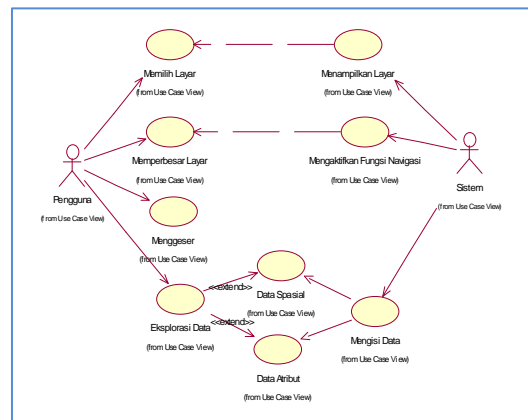 Memilih Layar
(from Use Case View)
Menampilkan Layar
(from Use Case View)
Memperbesar Layar
(from Use Case View)
Mengaktifkan Fungsi Navigasi
(from Use Case View)
Pengguna
(from Use Case View)
Sistem
(from Use Case View)
Menggeser
(from Use Case View)
<<extend>>
Data Spasial
(from Use Case View)
Eksplorasi Data
(from Use Case View)
<<extend>>
Mengisi Data
(from Use Case View)
Data Atribut
(from Use Case View)